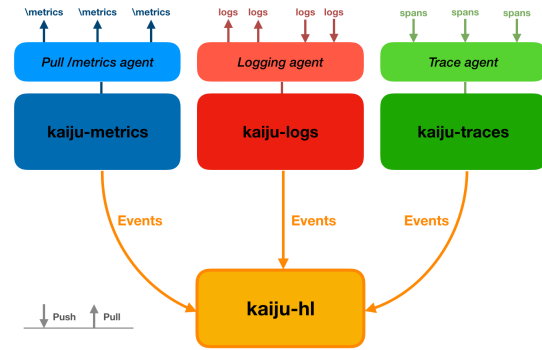 \metrics \metrics \metrics
logs logs logs logs
spans spans spans
Pull /metrics agent
Logging agent
Trace agent
kaiju-metrics
kaiju-logs
kaiju-traces
Events
Events
Events
kaiju-hl
Push Pull